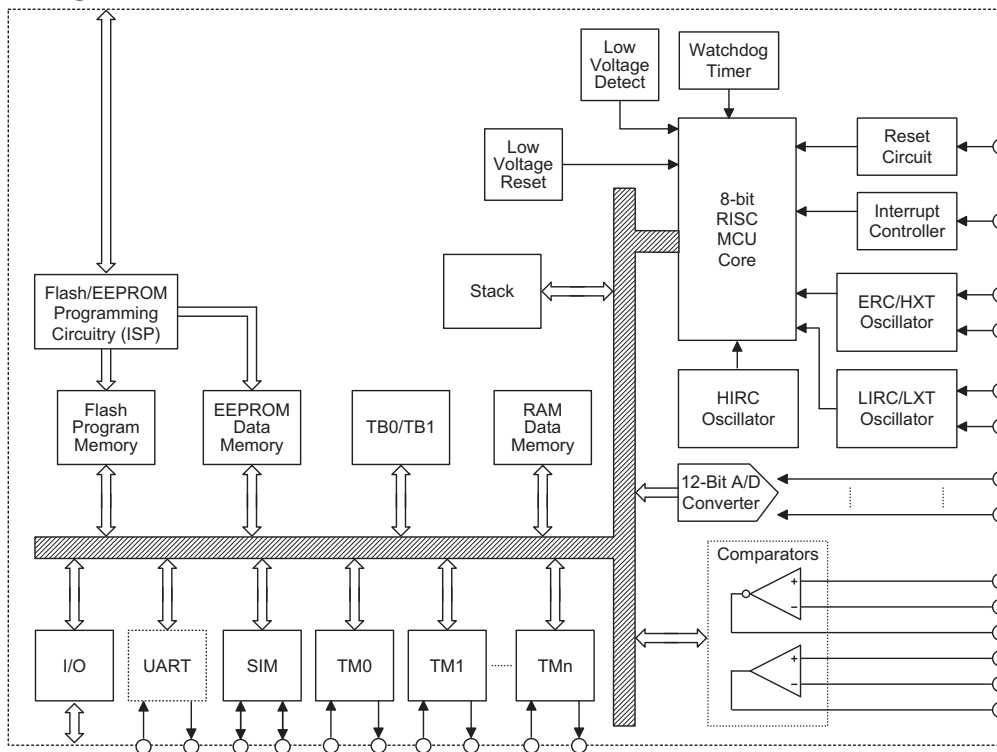 Low
Voltage
Detect
Watchdog
Timer
Low
Voltage
Reset
8-bit
RISC
MCU
Core
Reset
Circuit
Interrupt
Controller
Stack
Flash/EEPROM
Programming
Circuitry (ISP)
ERC/HXT
Oscillator
HIRC
Oscillator
LIRC/LXT
Oscillator
Flash
Program
Memory
EEPROM
Data
Memory
TB0/TB1
RAM
Data
Memory
12-Bit A/D
Converter
Comparators
+
−
+
−
I/O
UART
SIM
TM0
TM1
TMn